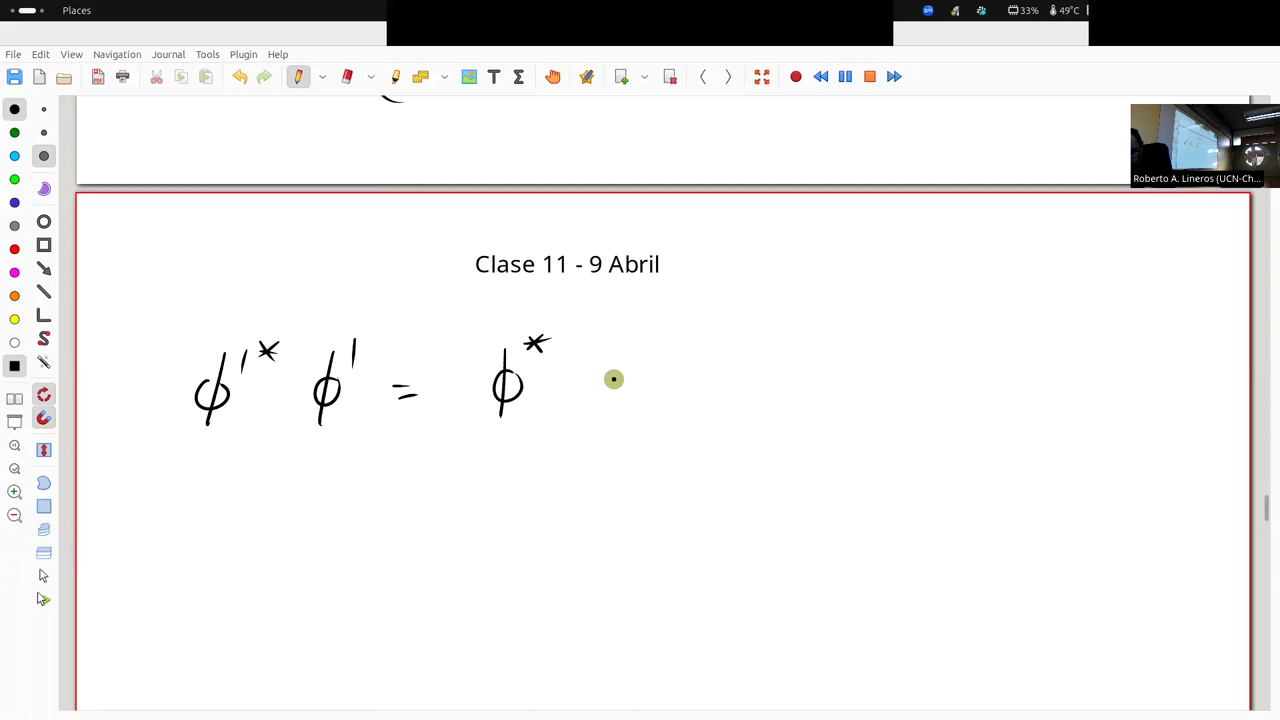 Places
33% 49°C
File Edit View Navigation Journal Tools Plugin Help
Roberto A. Lineros (UCN-Ch...
Clase 11 - 9 Abril
ϕ'* ϕ' = ϕ*